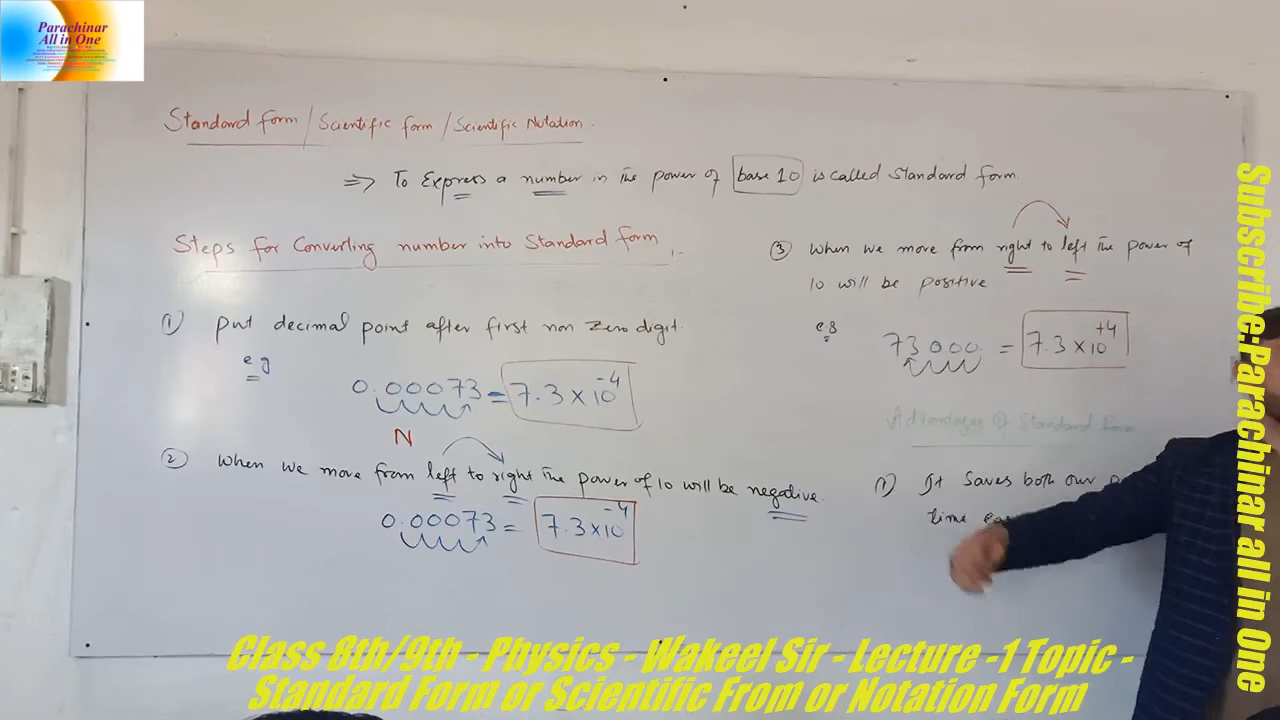 Parachinar
All in One
Standard form / Scientific form / Scientific Notation.
⇒ To Express a number in the power of base 10 is called Standard form.
Steps for Converting number into Standard form.
① Put decimal point after first non Zero digit.
eg
0.00073 = 7.3 × 10⁻⁴
N
② when we move from left to right the power of 10 will be negative.
0.00073 = 7.3 × 10⁻⁴
③ when we move from right to left the power of
10 will be positive
eg
73000. = 7.3 × 10⁺⁴
Advantages of Standard form
① It Saves both our
time
Subscribe:Parachinar all in One
Class 8th/9th - Physics - Wakeel Sir - Lecture -1 Topic -
Standard Form or Scientific From or Notation Form